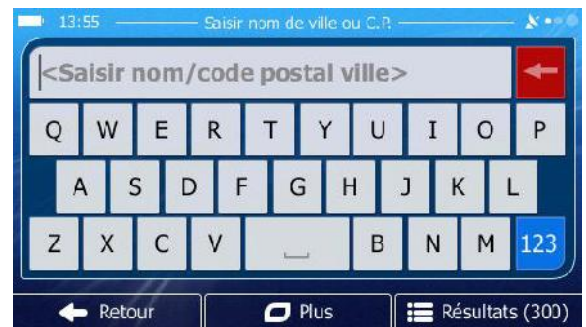 13:55 Saisir nom de ville ou C.P.
<Saisir nom/code postal ville>
Q W E R T Y U I O P
A S D F G H J K L
Z X C V B N M 123
Retour Plus Résultats (300)